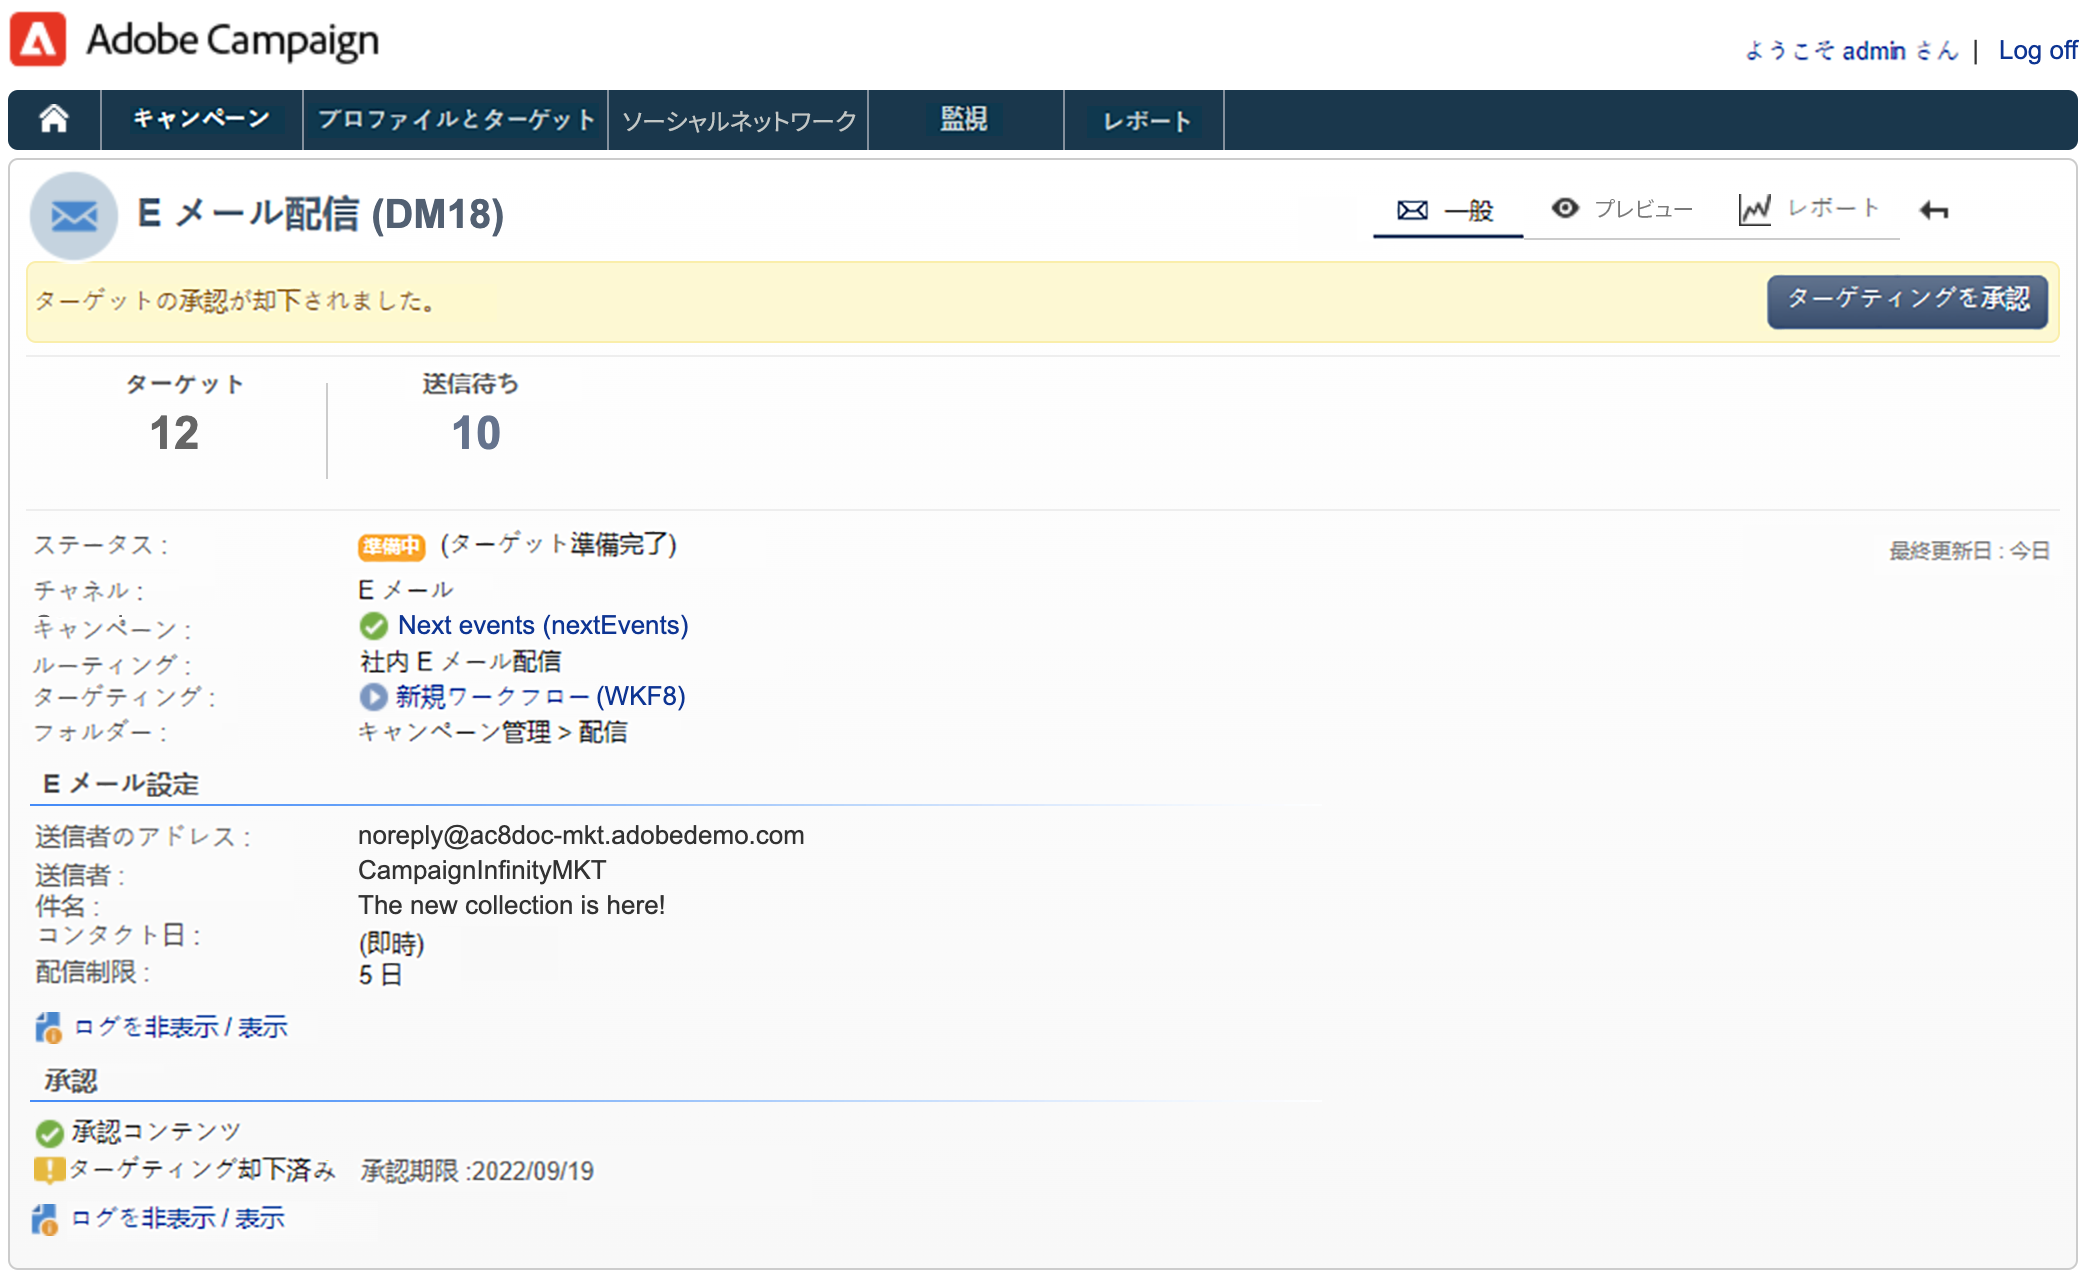 Adobe Campaign
ようこそ admin さん | Log off
キャンペーン プロファイルとターゲット ソーシャルネットワーク 監視 レポート
E メール配信 (DM18)
一般 プレビュー レポート
ターゲットの承認が却下されました。 ターゲティングを承認
ターゲット 送信待ち
12 10
ステータス : 準備中 (ターゲット準備完了) 最終更新日 : 今日
チャネル : E メール
キャンペーン : Next events (nextEvents)
ルーティング : 社内 E メール配信
ターゲティング : 新規ワークフロー (WKF8)
フォルダー : キャンペーン管理 > 配信
E メール設定
送信者のアドレス : noreply@ac8doc-mkt.adobedemo.com
送信者 : CampaignInfinityMKT
件名 : The new collection is here!
コンタクト日 : (即時)
配信制限 : 5 日
ログを非表示 / 表示
承認
承認コンテンツ
ターゲティング却下済み 承認期限 :2022/09/19
ログを非表示 / 表示